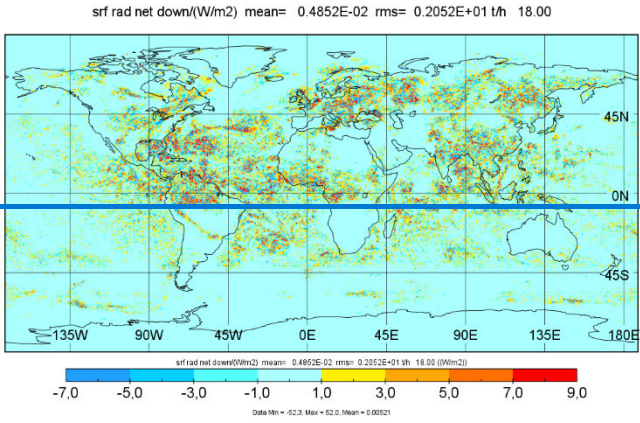 srf rad net down/(W/m2) mean= 0.4852E-02 rms= 0.2052E+01 t/h 18.00
45N
0N
45S
135W 90W 45W 0E 45E 90E 135E 180E
srf rad net down/(W/m2) mean= 0.4852E-02 rms= 0.2052E+01 t/h 18.00 ((W/m2))
-7.0 -5.0 -3.0 -1.0 1.0 3.0 5.0 7.0 9.0
Data Min = -52.3, Max = 52.0, Mean = 0.00521